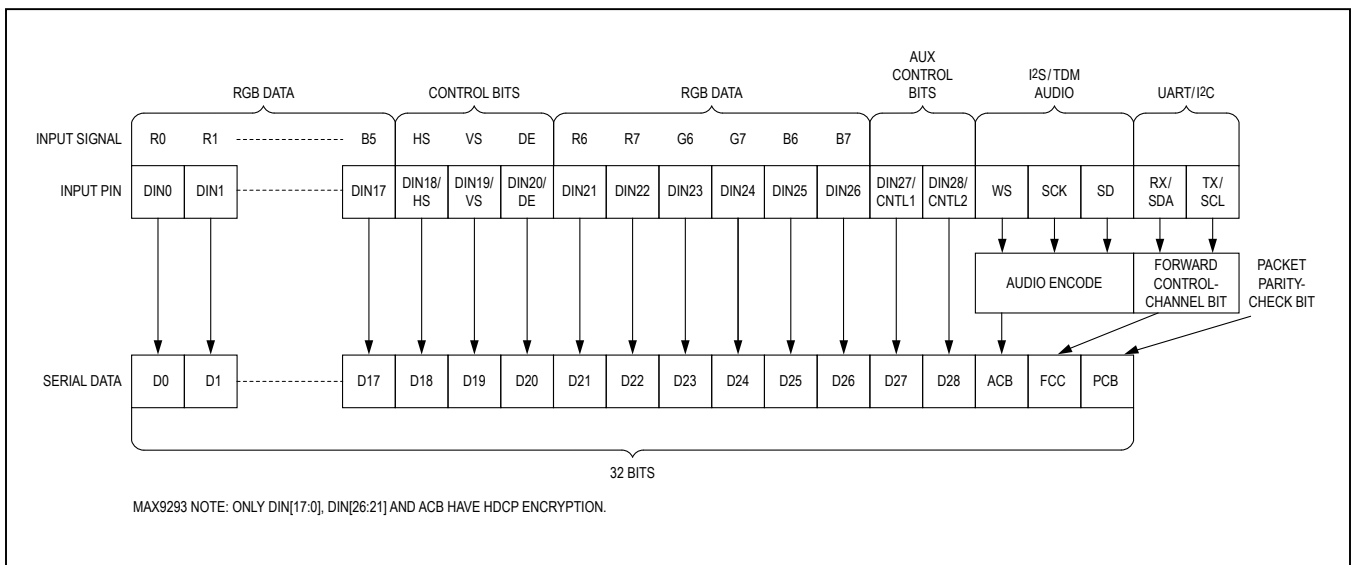 RGB DATA
CONTROL BITS
RGB DATA
AUX
CONTROL
BITS
I2S/TDM
AUDIO
UART/I2C
INPUT SIGNAL R0 R1 B5 HS VS DE R6 R7 G6 G7 B6 B7
INPUT PIN DIN0 DIN1 DIN17 DIN18/HS DIN19/VS DIN20/DE DIN21 DIN22 DIN23 DIN24 DIN25 DIN26 DIN27/CNTL1 DIN28/CNTL2 WS SCK SD RX/SDA TX/SCL
AUDIO ENCODE
FORWARD
CONTROL-
CHANNEL BIT
PACKET
PARITY-
CHECK BIT
SERIAL DATA D0 D1 D17 D18 D19 D20 D21 D22 D23 D24 D25 D26 D27 D28 ACB FCC PCB
32 BITS
MAX9293 NOTE: ONLY DIN[17:0], DIN[26:21] AND ACB HAVE HDCP ENCRYPTION.